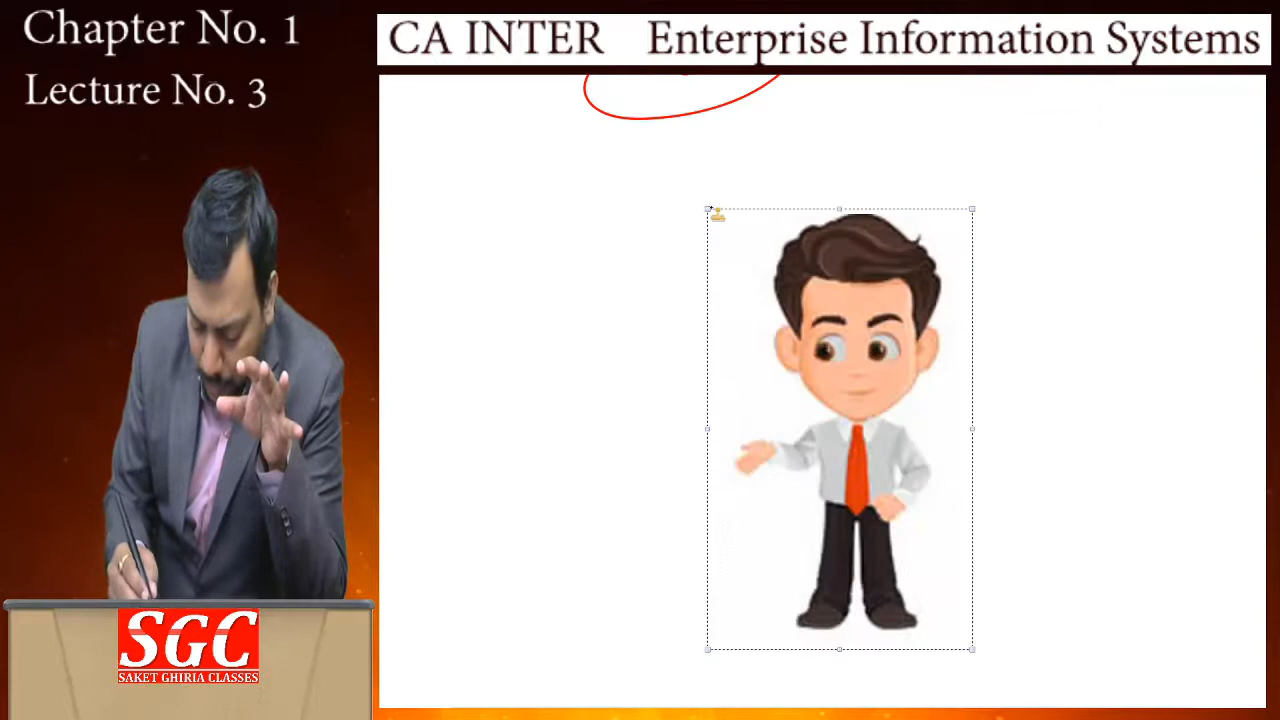 Chapter No. 1
Lecture No. 3
CA INTER Enterprise Information Systems
SGC
SAKET GHIRIA CLASSES